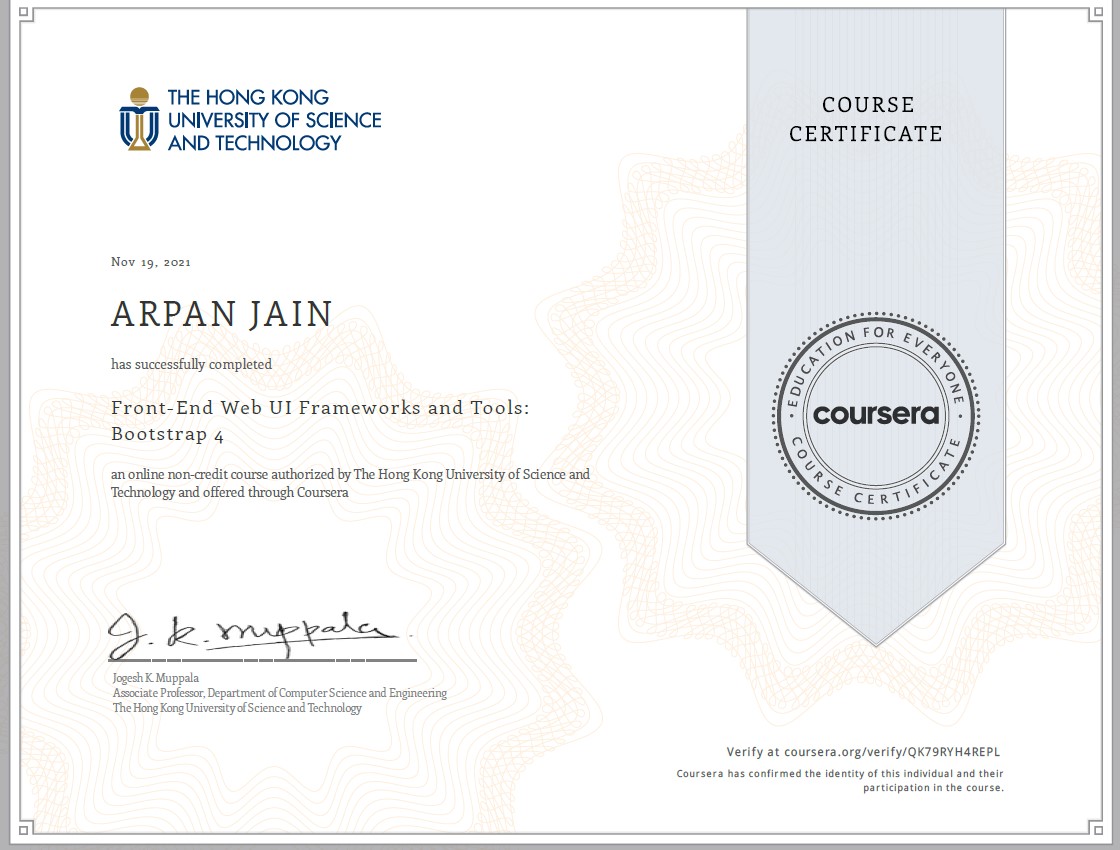 THE HONG KONG
UNIVERSITY OF SCIENCE
AND TECHNOLOGY
COURSE
CERTIFICATE
Nov 19, 2021
ARPAN JAIN
has successfully completed
Front-End Web UI Frameworks and Tools:
Bootstrap 4
an online non-credit course authorized by The Hong Kong University of Science and
Technology and offered through Coursera
EDUCATION FOR EVERYONE
coursera
COURSE CERTIFICATE
J. K. Muppala
Jogesh K. Muppala
Associate Professor, Department of Computer Science and Engineering
The Hong Kong University of Science and Technology
Verify at coursera.org/verify/QK79RYH4REPL
Coursera has confirmed the identity of this individual and their
participation in the course.